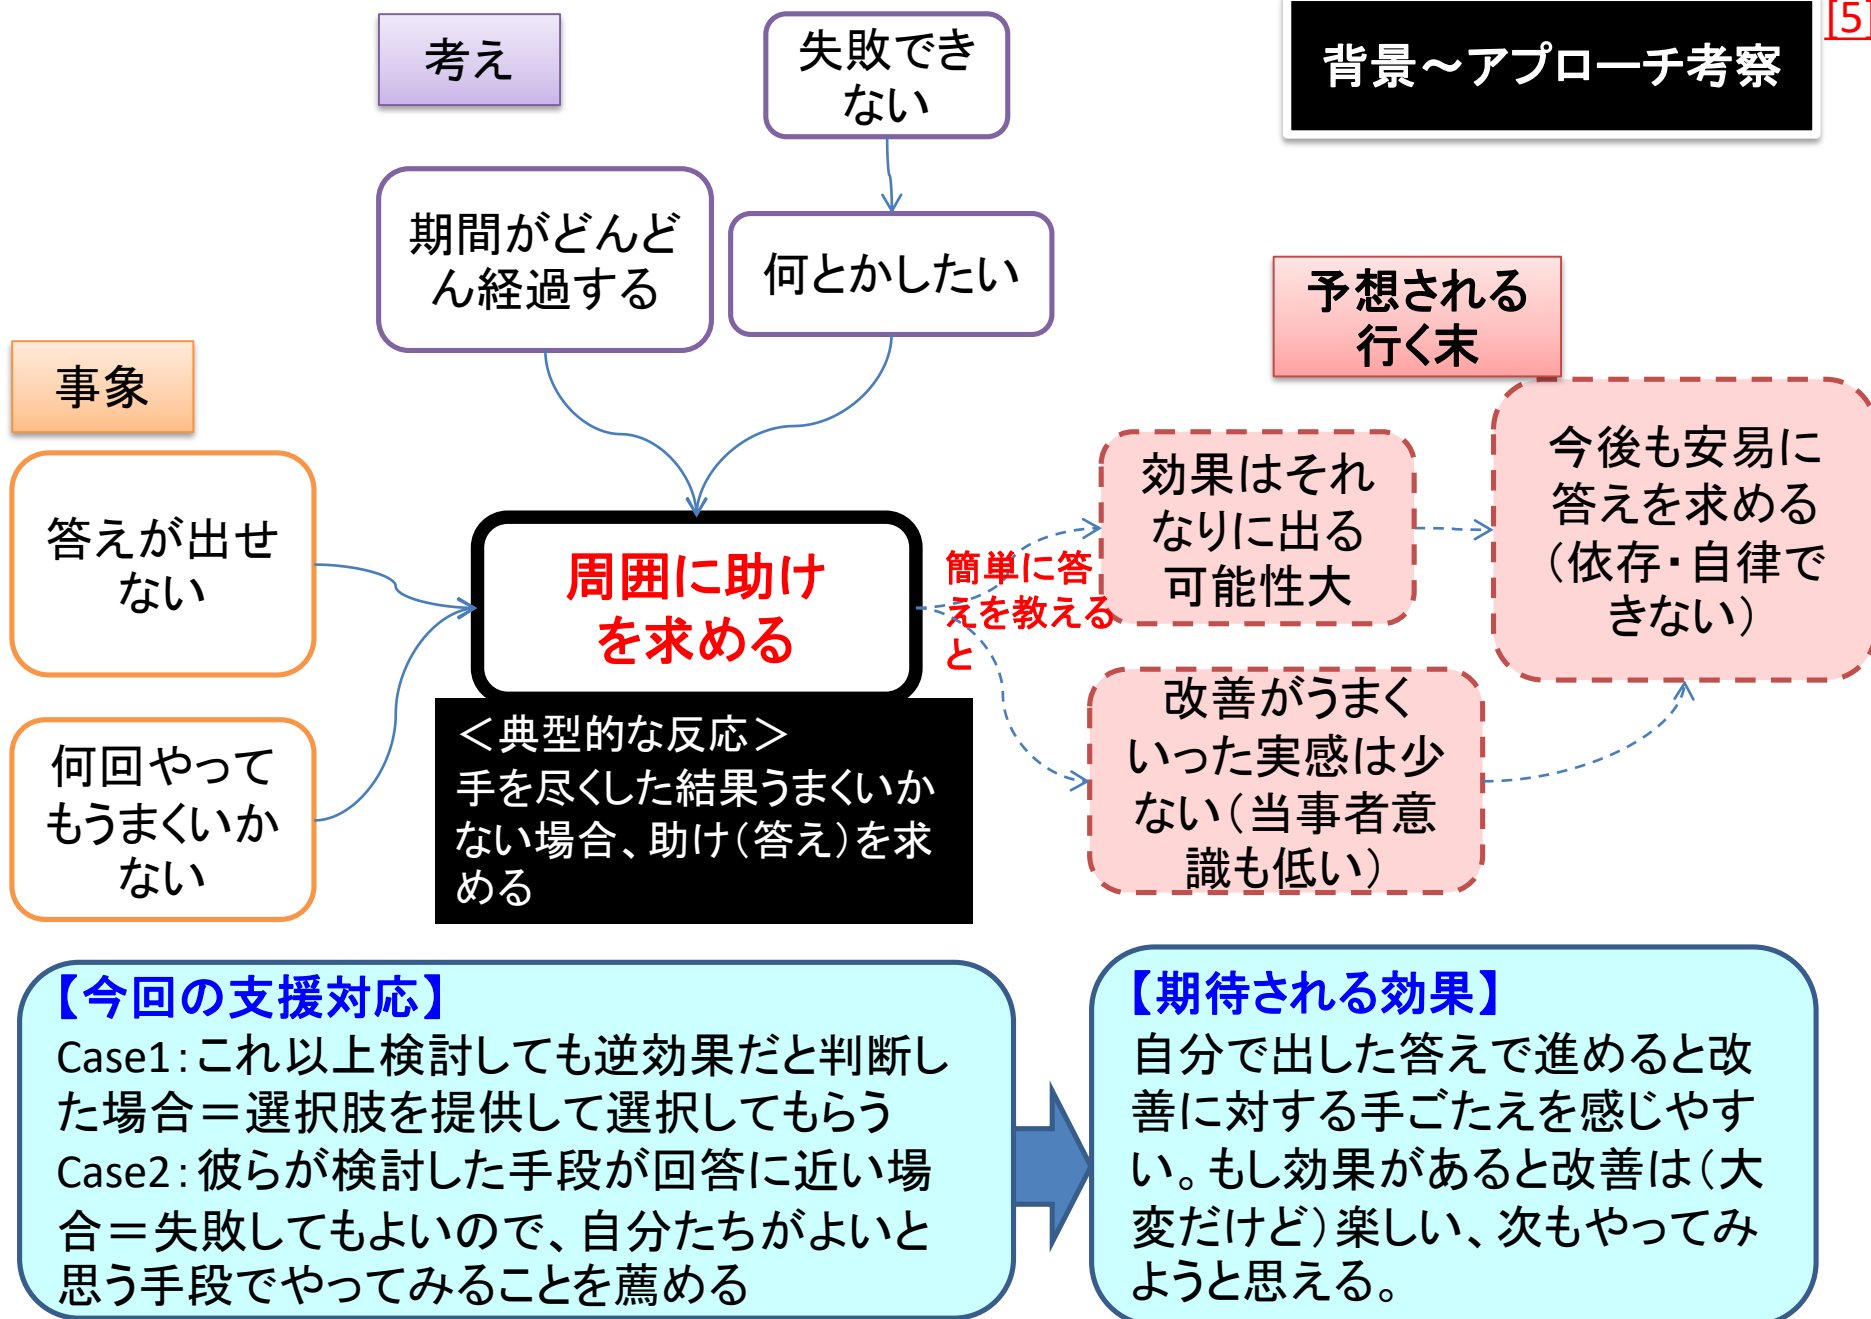 考え
失敗でき
ない
背景～アプローチ考察
[5]
期間がどんど
ん経過する
何とかしたい
予想される
行く末
事象
答えが出せ
ない
何回やって
もうまくいか
ない
周囲に助け
を求める
簡単に答
えを教える
と
効果はそれ
なりに出る
可能性大
今後も安易に
答えを求める
（依存・自律で
きない）
改善がうまく
いった実感は少
ない（当事者意
識も低い）
＜典型的な反応＞
手を尽くした結果うまくいか
ない場合、助け（答え）を求
める
【今回の支援対応】
Case1：これ以上検討しても逆効果だと判断し
た場合＝選択肢を提供して選択してもらう
Case2：彼らが検討した手段が回答に近い場
合＝失敗してもよいので、自分たちがよいと
思う手段でやってみることを薦める
【期待される効果】
自分で出した答えで進めると改
善に対する手ごたえを感じやす
い。もし効果があると改善は（大
変だけど）楽しい、次もやってみ
ようと思える。